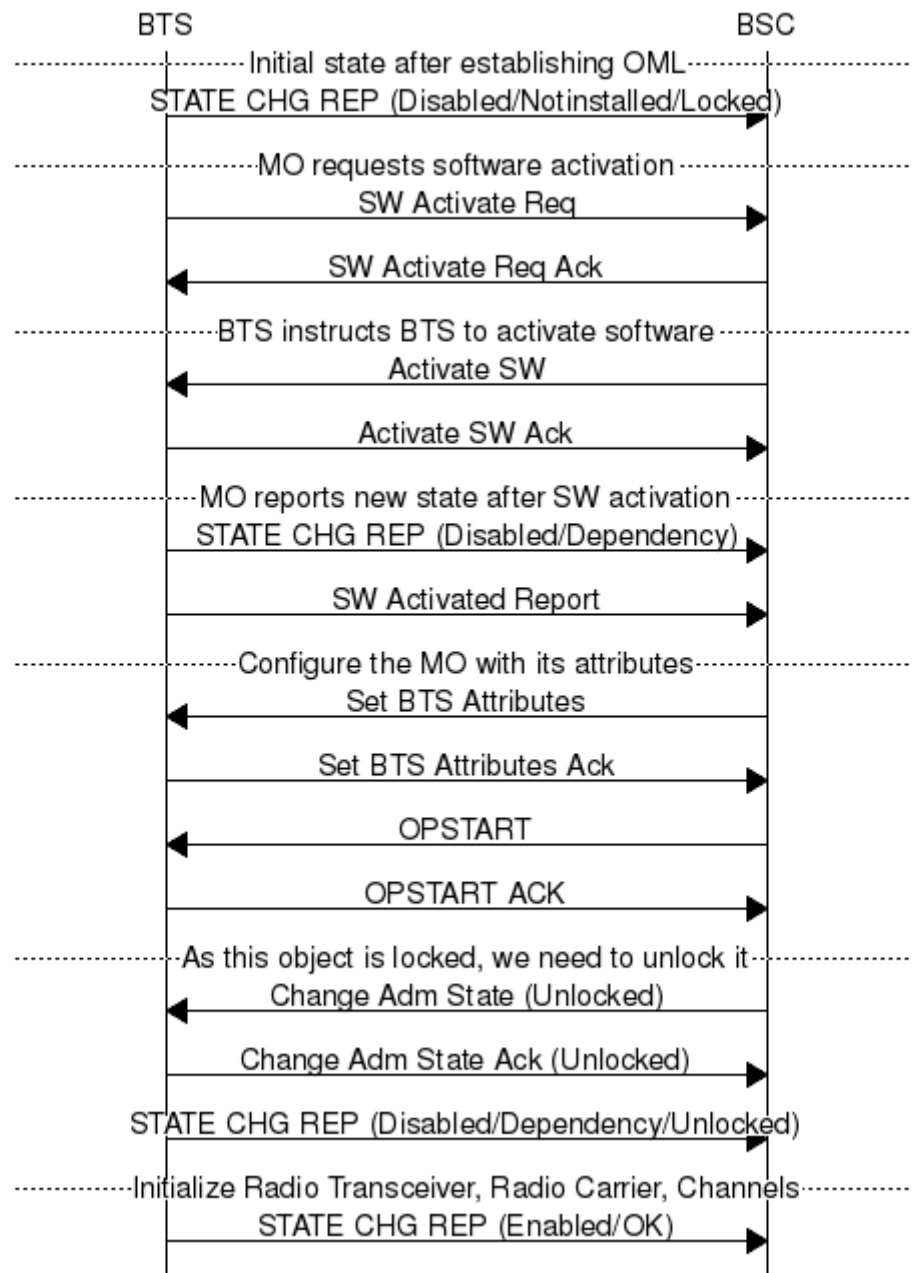 BTS BSC
Initial state after establishing OML
STATE CHG REP (Disabled/Notinstalled/Locked)
MO requests software activation
SW Activate Req
SW Activate Req Ack
BTS instructs BTS to activate software
Activate SW
Activate SW Ack
MO reports new state after SW activation
STATE CHG REP (Disabled/Dependency)
SW Activated Report
Configure the MO with its attributes
Set BTS Attributes
Set BTS Attributes Ack
OPSTART
OPSTART ACK
As this object is locked, we need to unlock it
Change Adm State (Unlocked)
Change Adm State Ack (Unlocked)
STATE CHG REP (Disabled/Dependency/Unlocked)
Initialize Radio Transceiver, Radio Carrier, Channels
STATE CHG REP (Enabled/OK)